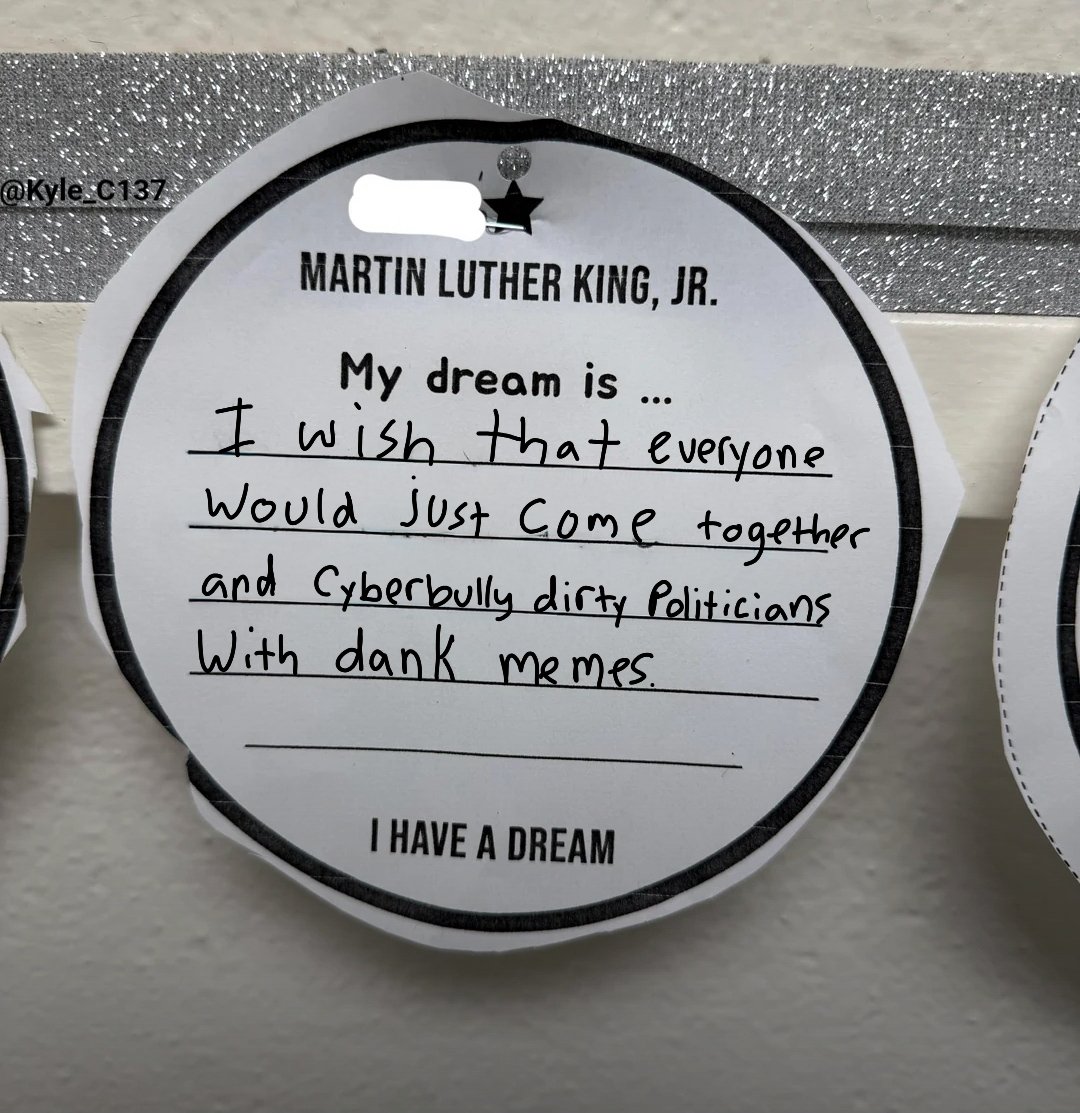 @Kyle_C137
MARTIN LUTHER KING, JR.
My dream is ...
I wish that everyone
would just come together
and Cyberbully dirty Politicians
With dank memes.
I HAVE A DREAM